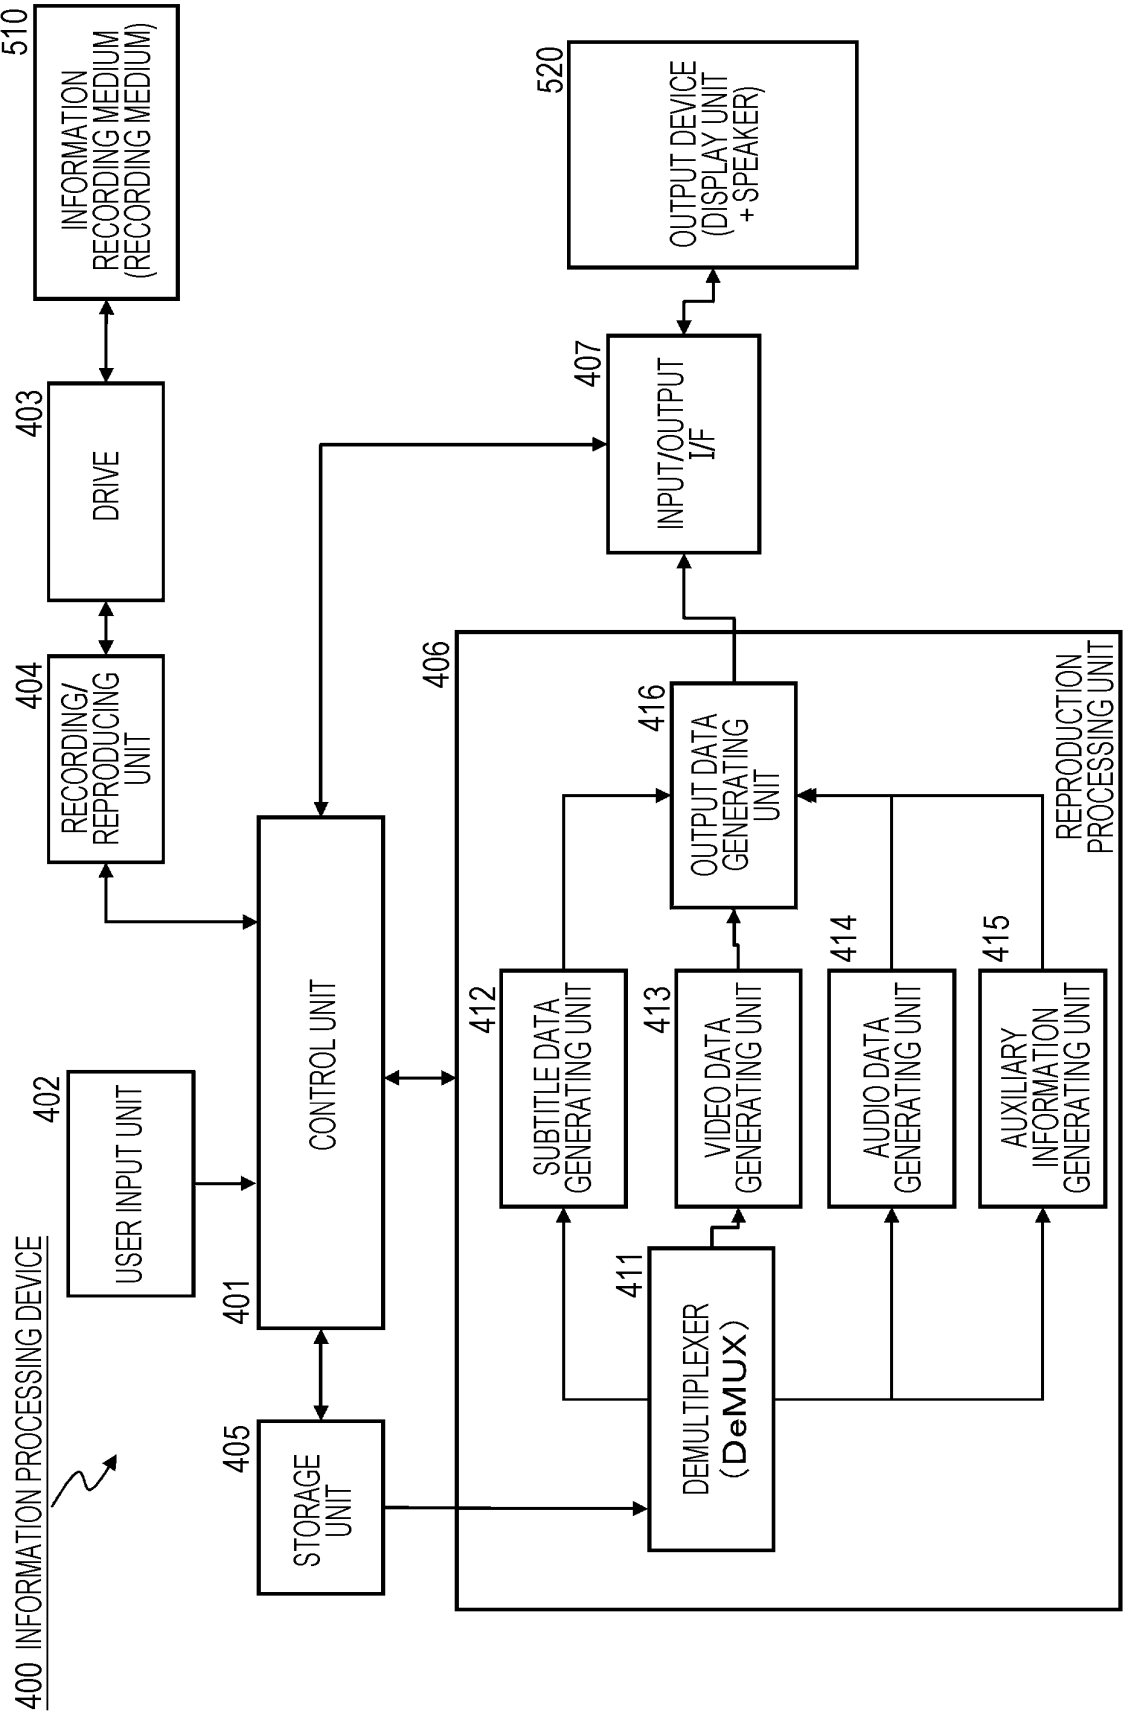 400 INFORMATION PROCESSING DEVICE
402
USER INPUT UNIT
404
RECORDING/
REPRODUCING
UNIT
403
DRIVE
510
INFORMATION
RECORDING MEDIUM
(RECORDING MEDIUM)
405
STORAGE
UNIT
401
CONTROL UNIT
406
REPRODUCTION
PROCESSING UNIT
411
DEMULTIPLEXER
(DeMUX)
412
SUBTITLE DATA
GENERATING UNIT
413
VIDEO DATA
GENERATING UNIT
414
AUDIO DATA
GENERATING UNIT
415
AUXILIARY
INFORMATION
GENERATING UNIT
416
OUTPUT DATA
GENERATING
UNIT
407
INPUT/OUTPUT
I/F
520
OUTPUT DEVICE
(DISPLAY UNIT
+ SPEAKER)